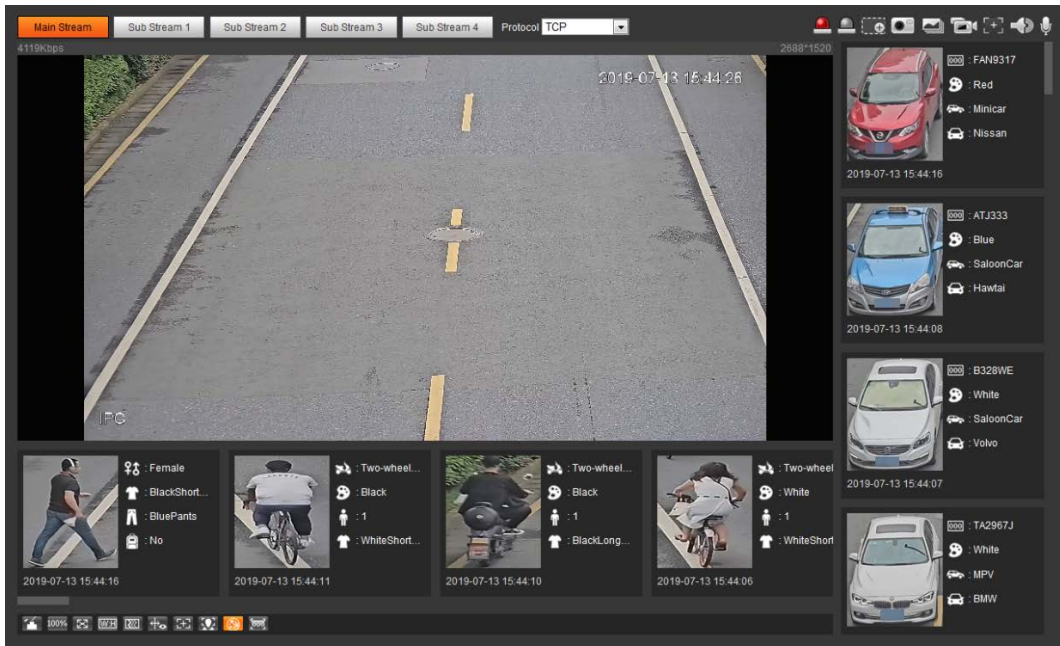 Main Stream
Sub Stream 1
Sub Stream 2
Sub Stream 3
Sub Stream 4
Protocol TCP
4119Kbps
2688*1520
2019-07-13 15:44:26
IPC
: FAN9317
: Red
: Minicar
: Nissan
2019-07-13 15:44:16
: ATJ333
: Blue
: SaloonCar
: Hawtai
2019-07-13 15:44:08
: B328WE
: White
: SaloonCar
: Volvo
2019-07-13 15:44:07
: TA2967J
: White
: MPV
: BMW
: Female
: BlackShort...
: BluePants
: No
2019-07-13 15:44:16
: Two-wheel...
: Black
: 1
: WhiteShort...
2019-07-13 15:44:11
: Two-wheel...
: Black
: 1
: BlackLong...
2019-07-13 15:44:10
: Two-wheel
: White
: 1
: WhiteShort
2019-07-13 15:44:06
100%
W:H